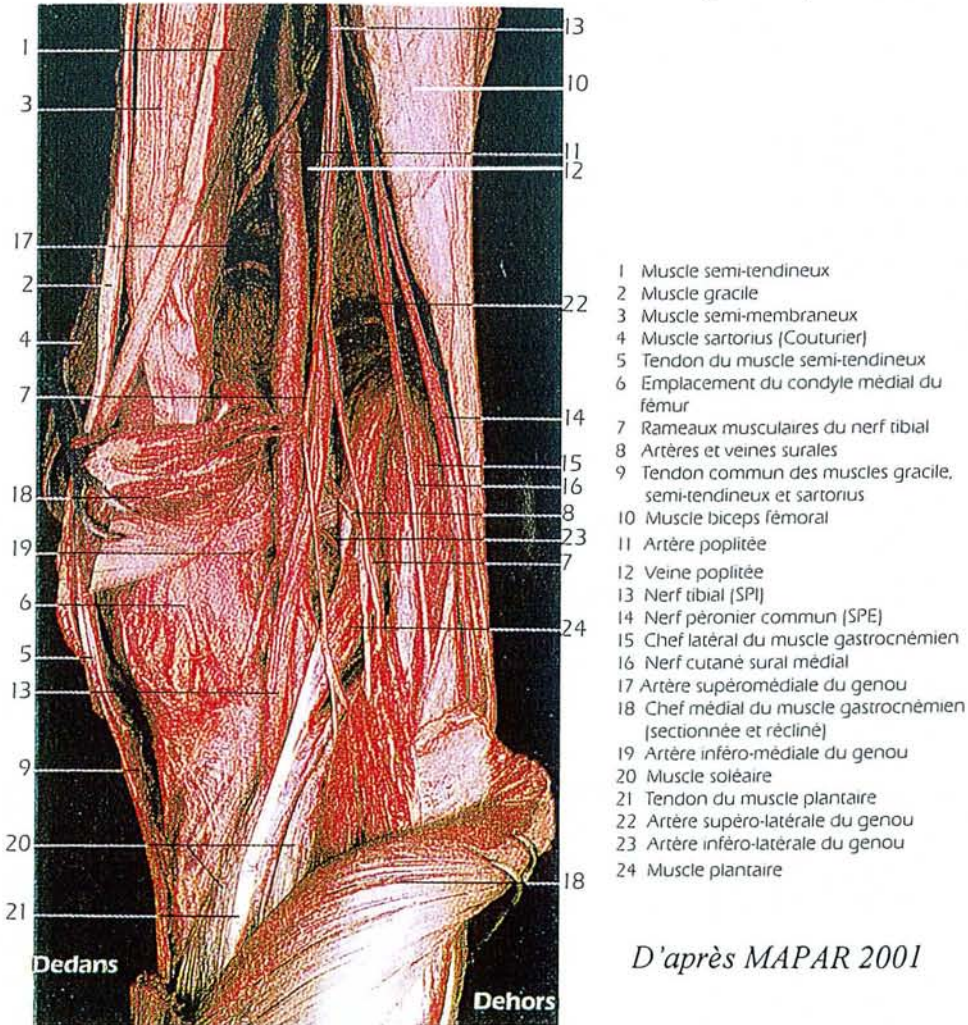 1
3
17
2
4
7
18
19
6
5
13
9
20
21
13
10
11
12
22
14
15
16
8
23
7
24
18
Dedans
Dehors
1 Muscle semi-tendineux
2 Muscle gracile
3 Muscle semi-membraneux
4 Muscle sartorius (Couturier)
5 Tendon du muscle semi-tendineux
6 Emplacement du condyle médial du
fémur
7 Rameaux musculaires du nerf tibial
8 Artères et veines surales
9 Tendon commun des muscles gracile,
semi-tendineux et sartorius
10 Muscle biceps fémoral
11 Artère poplitée
12 Veine poplitée
13 Nerf tibial (SPI)
14 Nerf péronier commun (SPE)
15 Chef latéral du muscle gastrocnémien
16 Nerf cutané sural médial
17 Artère supéromédiale du genou
18 Chef médial du muscle gastrocnémien
(sectionnée et récliné)
19 Artère inféro-médiale du genou
20 Muscle soléaire
21 Tendon du muscle plantaire
22 Artère supéro-latérale du genou
23 Artère inféro-latérale du genou
24 Muscle plantaire
D'après MAPAR 2001